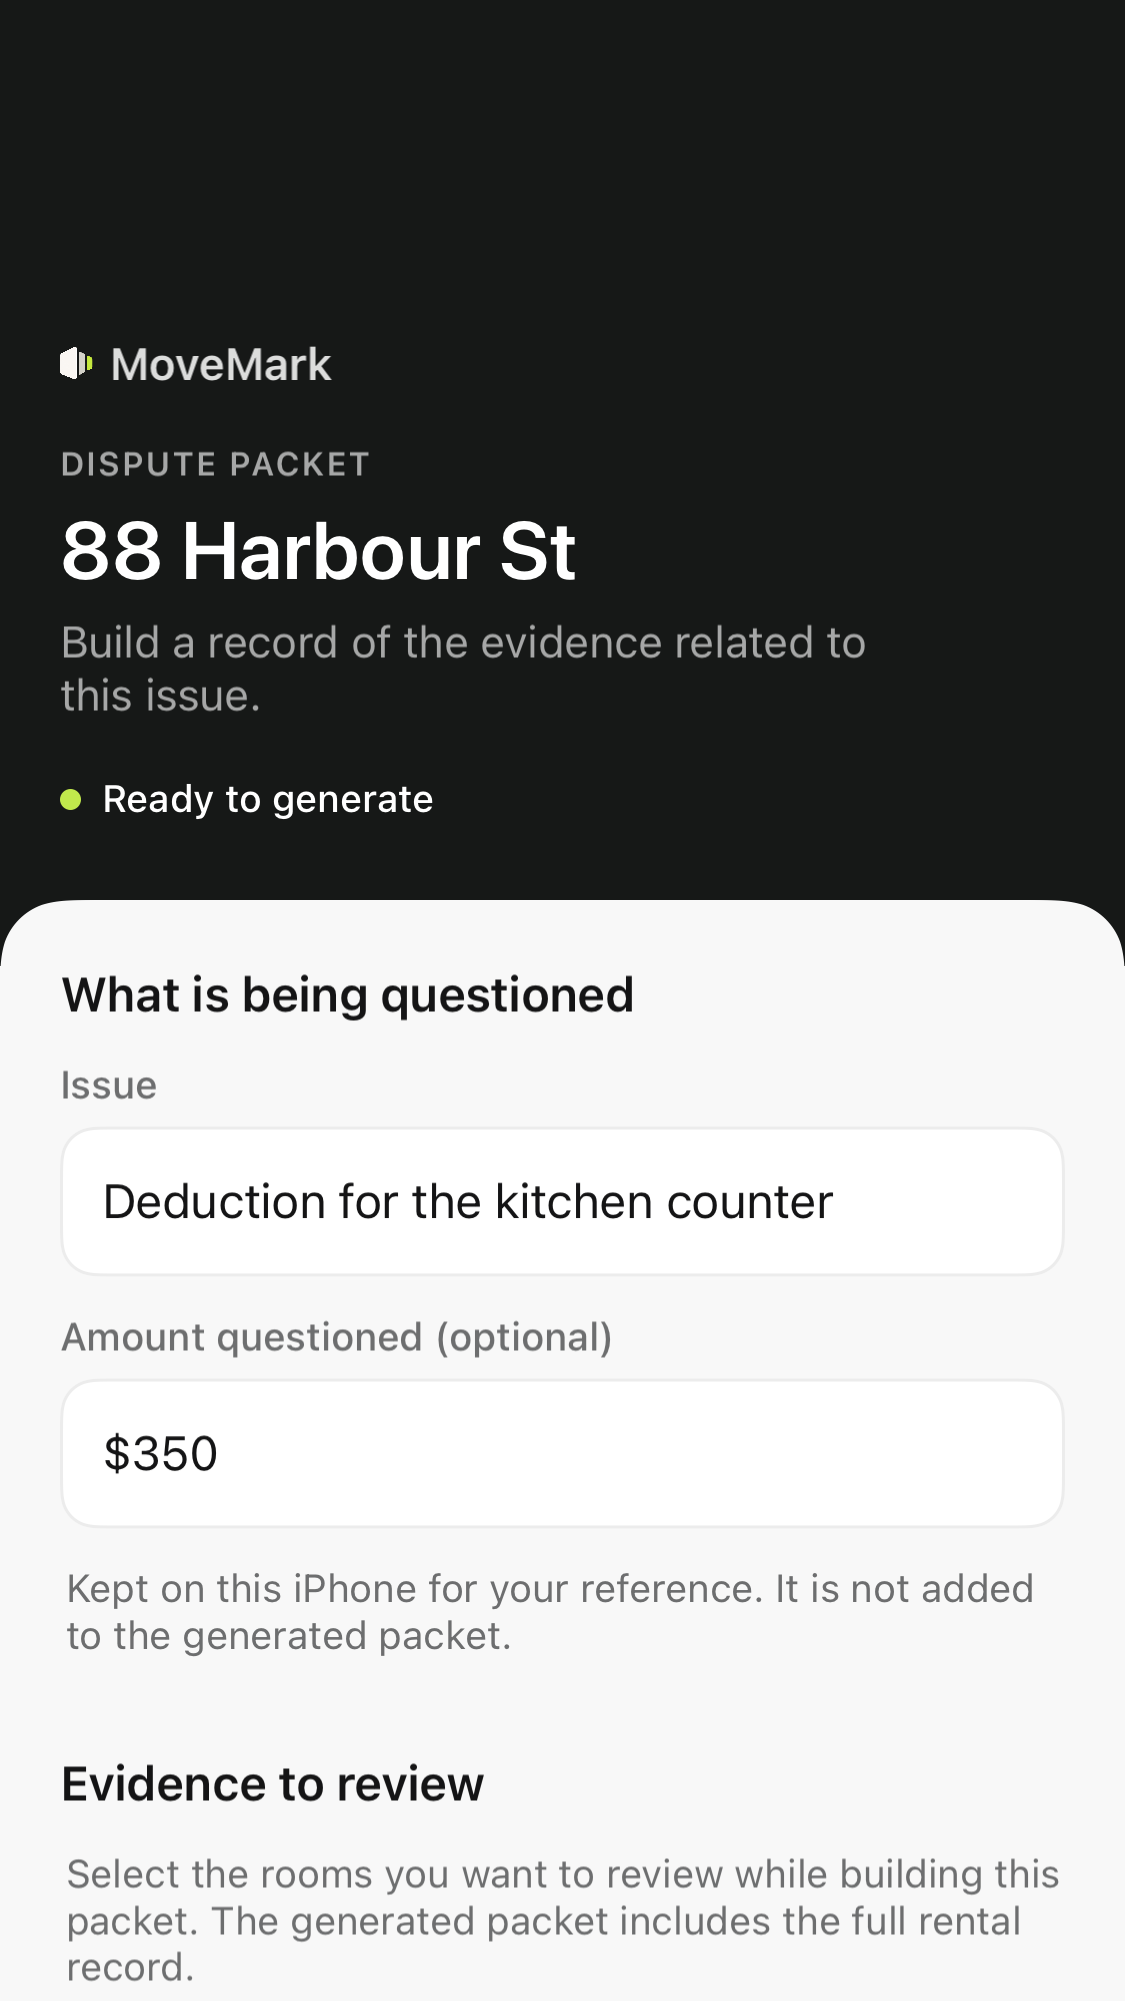 MoveMark
DISPUTE PACKET
88 Harbour St
Build a record of the evidence related to
this issue.
Ready to generate
What is being questioned
Issue
Deduction for the kitchen counter
Amount questioned (optional)
$350
Kept on this iPhone for your reference. It is not added
to the generated packet.
Evidence to review
Select the rooms you want to review while building this
packet. The generated packet includes the full rental
record.